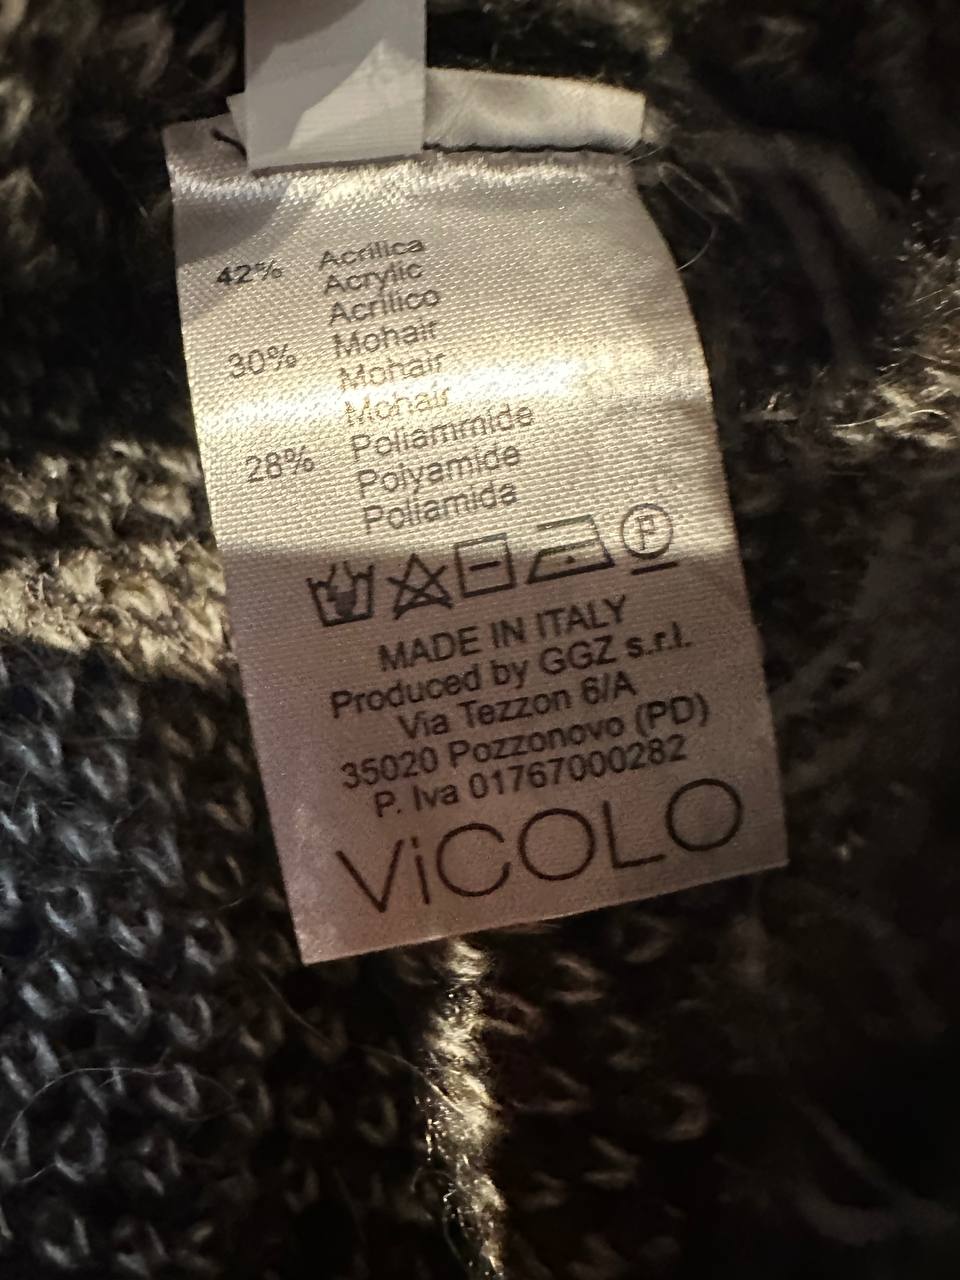 42% Acrilica
Acrylic
Acrílico
30% Mohair
Mohair
Mohair
28% Poliammide
Polyamide
Poliamida
P
MADE IN ITALY
Produced by GGZ s.r.l.
Via Tezzon 6/A
35020 Pozzonovo (PD)
P. Iva 01767000282
ViCOLO